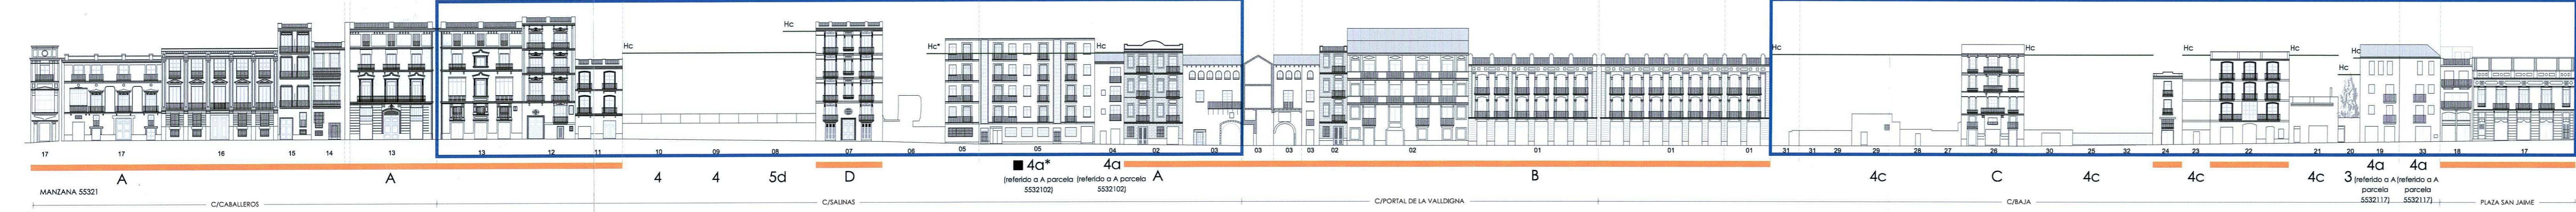 Hc
Hc
Hc*
Hc
Hc
Hc
Hc
Hc
Hc
Hc
17 17 16 15 14 13 13 12 11 10 09 08 07 06 05 05 04 02 03 03 03 03 02 02 01 01 01 31 31 29 29 28 27 26 30 25 32 24 23 22 21 20 19 33 18 17
A A 4 4 5d D ■ 4a* 4a A B 4c C 4c 4c 4c 3 4a 4a
(referido a A parcela 5532102)
(referido a A parcela 5532102)
(referido a A parcela 5532117)
(referido a A parcela 5532117)
MANZANA 55321
C/CABALLEROS C/SALINAS C/PORTAL DE LA VALLDIGNA C/BAJA PLAZA SAN JAIME